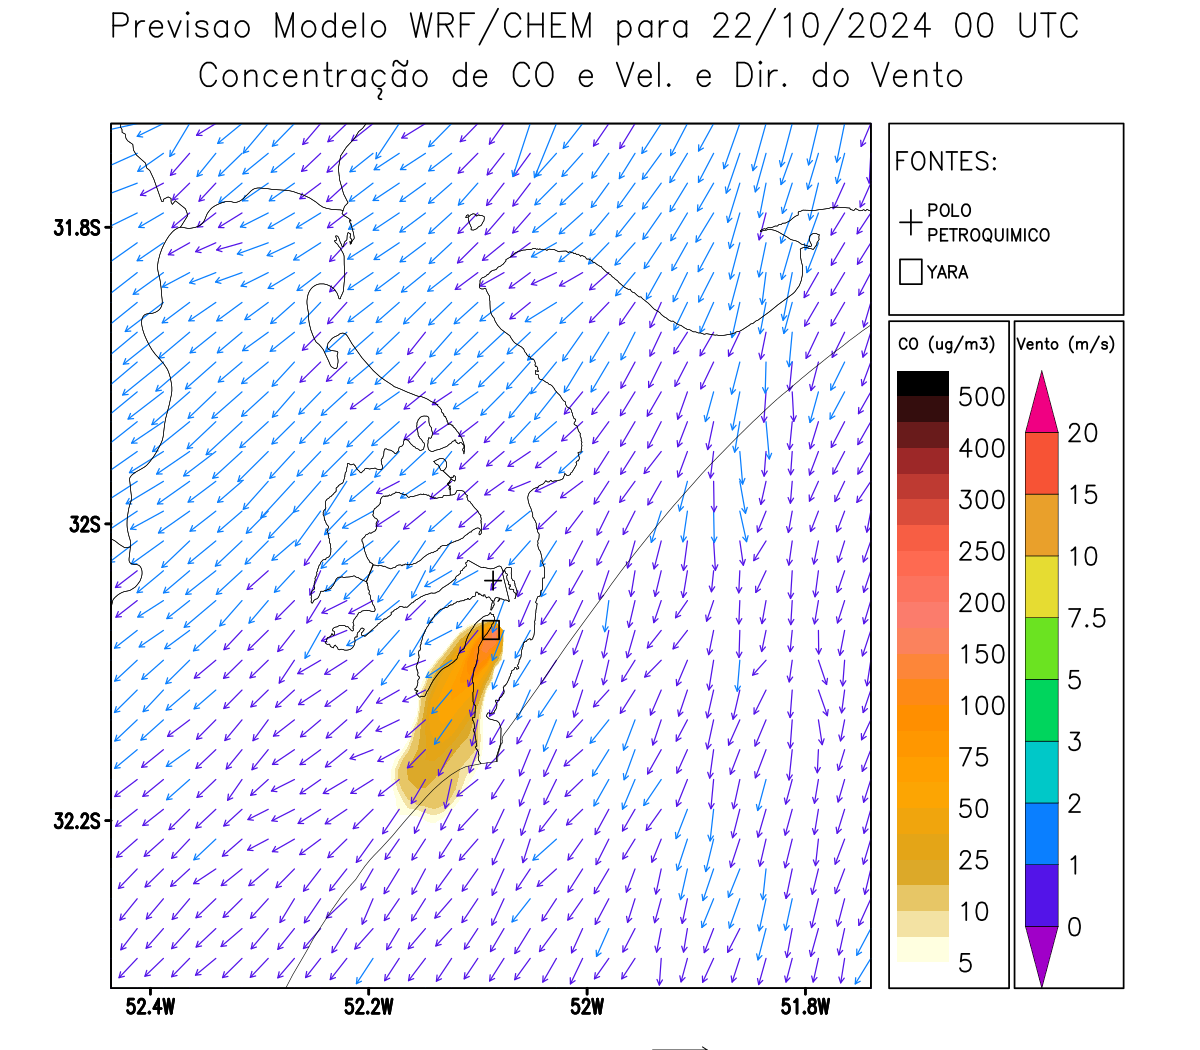 Previsao Modelo WRF/CHEM para 22/10/2024 00 UTC
Concentração de CO e Vel. e Dir. do Vento
FONTES:
POLO
PETROQUIMICO
YARA
CO (ug/m3)
500
400
300
250
200
150
100
75
50
25
10
5
Vento (m/s)
20
15
10
7.5
5
3
2
1
0
31.8S
32S
32.2S
52.4W
52.2W
52W
51.8W